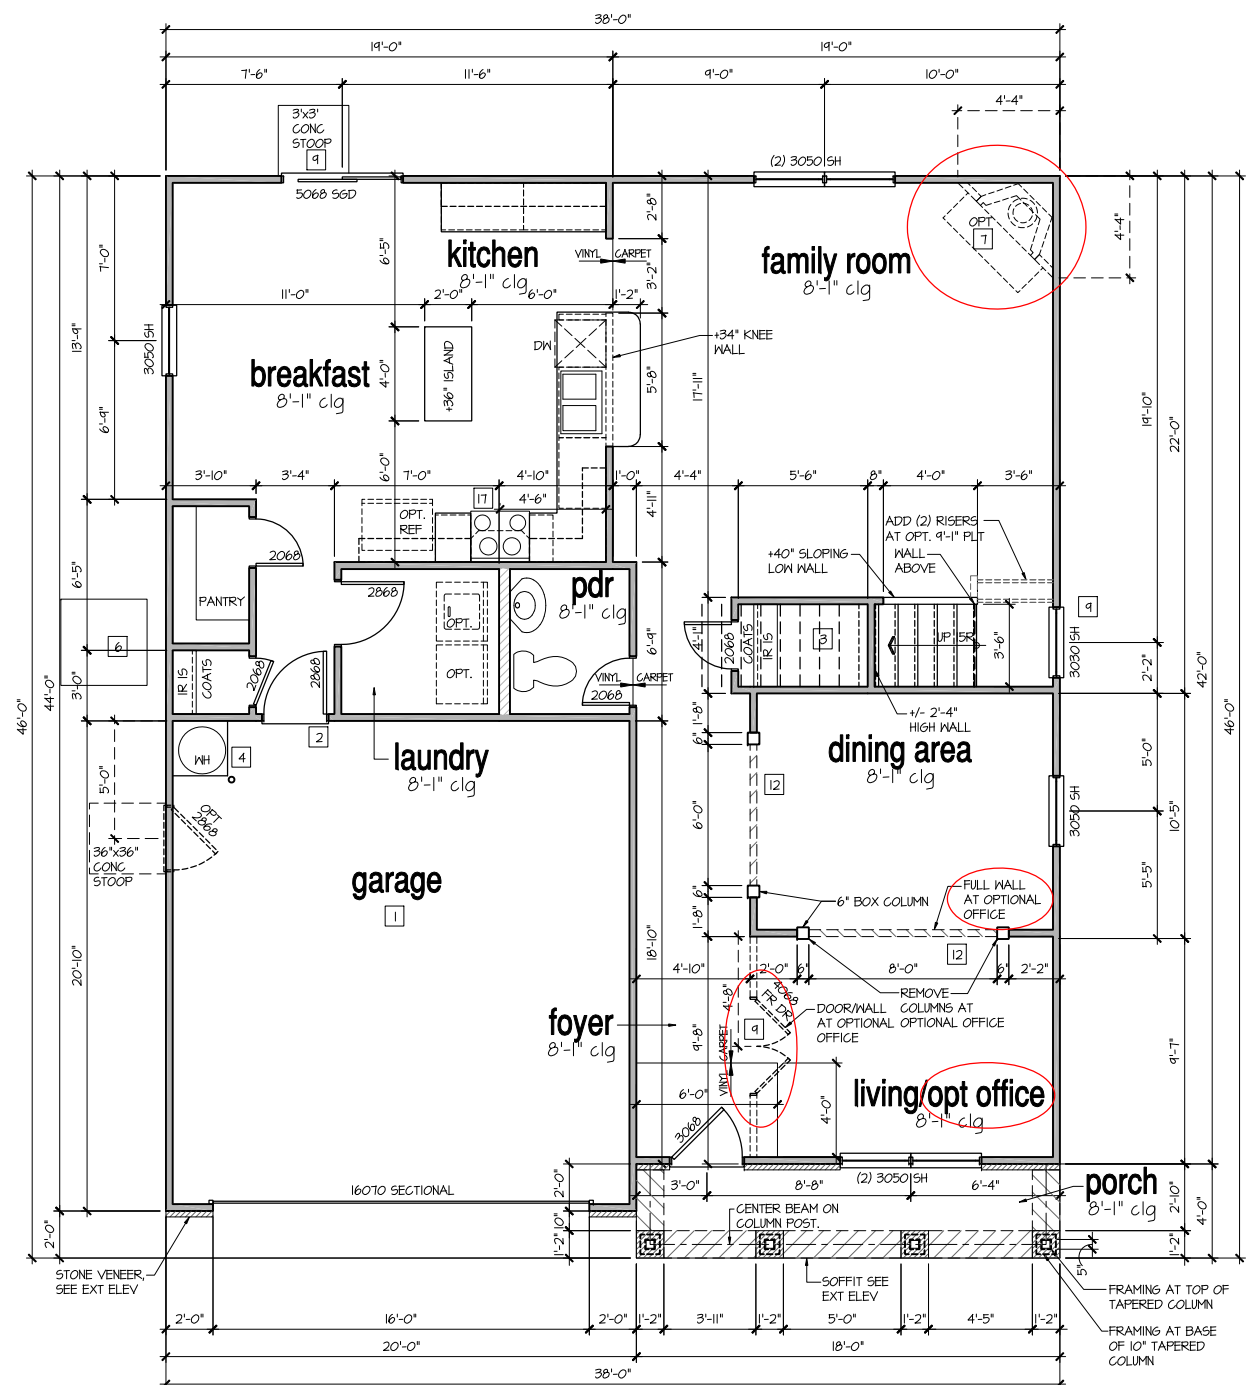 38'-0"
19'-0" 19'-0"
7'-6" 11'-6" 9'-0" 10'-0"
4'-4"
3'x3'
CONC
STOOP
9
5068 SGD
(2) 3050 SH
OPT
7
4'-4"
kitchen
8'-1" clg
VINYL CARPET
family room
8'-1" clg
2'-8"
3'-2"
6'-5"
7'-0"
11'-0" 2'-0" 6'-0" 1'-2"
13'-9"
3050 SH
breakfast
8'-1" clg
4'-0"
+36" ISLAND
DW
+34" KNEE
WALL
5'-8"
17'-11"
6'-9"
19'-10"
22'-0"
6'-0"
3'-10" 3'-4" 7'-0" 4'-10" 1'-0" 4'-4" 5'-6" 8" 4'-0" 3'-6"
17
4'-6"
OPT.
REF
4'-11"
ADD (2) RISERS
AT OPT. 9'-1" PLT
+40" SLOPING
LOW WALL
WALL
ABOVE
2068
2868
pdr
8'-1" clg
PANTRY
6'-5"
6
OPT.
OPT.
6'-9"
4'-1"
2068
COATS
1R 1S
3
UP 5R
3'-6"
9
3030 SH
2'-2"
42'-0"
46'-0"
1R 1S
COATS
2068
2868
3'-0"
44'-0"
46'-0"
VINYL CARPET
2068
+/- 2'-4"
HIGH WALL
1'-8"
6"
2
WH
4
laundry
8'-1" clg
dining area
8'-1" clg
12
5'-0"
OPT
2868
36"x36"
CONC
STOOP
6'-0"
3050 SH
5'-0"
10'-5"
5'-5"
garage
1
6"
1'-8"
6" BOX COLUMN
FULL WALL
AT OPTIONAL
OFFICE
12
20'-10"
18'-10"
4'-10" 2'-0" 6" 8'-0" 6" 2'-2"
4'-8"
4068
FR DR
REMOVE
COLUMNS AT
OPTIONAL OFFICE
DOOR/WALL
AT OPTIONAL
OFFICE
9
foyer
8'-1" clg
9'-8"
CARPET
VINYL
9'-7"
living/opt office
8'-1" clg
6'-0"
4'-0"
3068
16070 SECTIONAL
(2) 3050 SH
2'-0"
3'-0" 8'-8" 6'-4"
porch
8'-1" clg
2'-10"
4'-0"
CENTER BEAM ON
COLUMN POST.
10"
1'-2"
2'-0"
1'-2"
5"
STONE VENEER,
SEE EXT ELEV
SOFFIT SEE
EXT ELEV
FRAMING AT TOP OF
TAPERED COLUMN
2'-0" 16'-0" 2'-0" 1'-2" 3'-11" 1'-2" 5'-0" 1'-2" 4'-5" 1'-2"
FRAMING AT BASE
OF 10" TAPERED
COLUMN
20'-0" 18'-0"
38'-0"